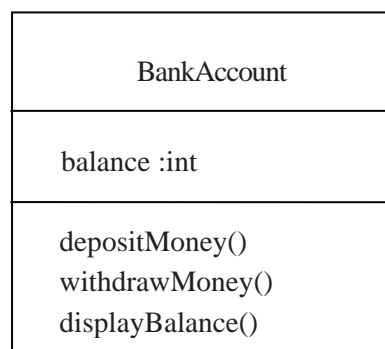 BankAccount
balance :int
depositMoney()
withdrawMoney()
displayBalance()